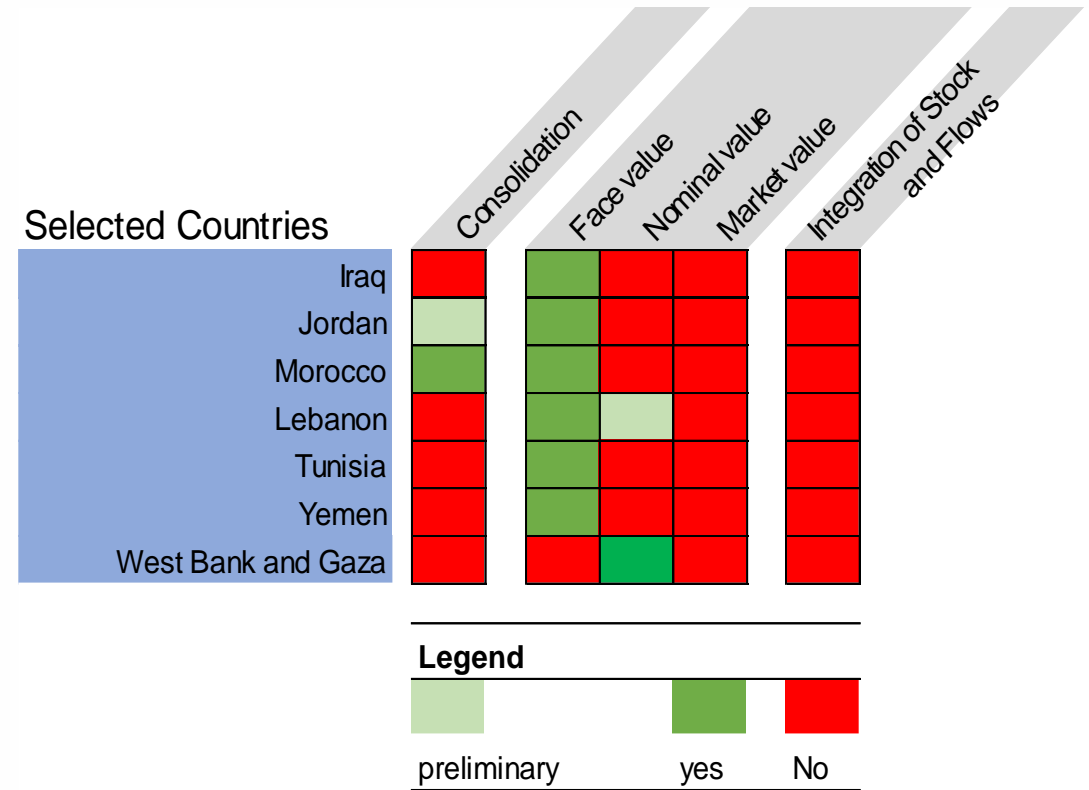 Consolidation
Face value
Nominal value
Market value
Integration of Stock
and Flows
Selected Countries
Iraq
Jordan
Morocco
Lebanon
Tunisia
Yemen
West Bank and Gaza
Legend
preliminary yes No